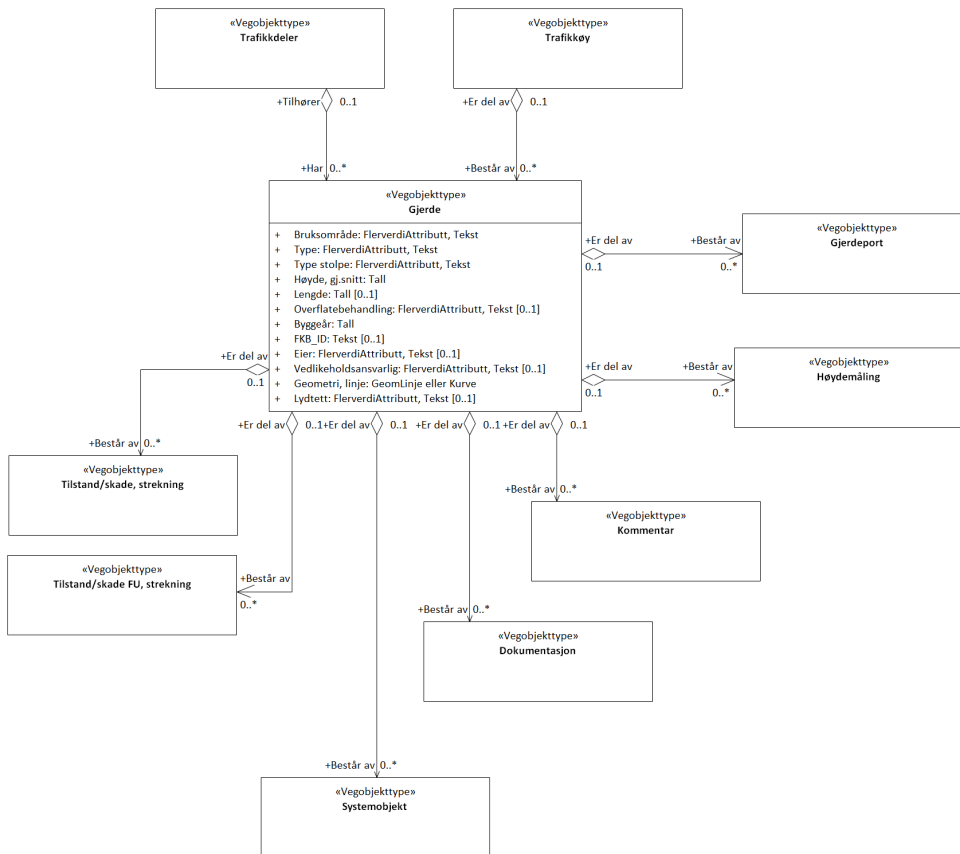 «Vegobjekttype»
Trafikkdeler
«Vegobjekttype»
Trafikkøy
+Tilhører 0..1
+Er del av 0..1
+Har 0..*
+Består av 0..*
«Vegobjekttype»
Gjerde
+ Bruksområde: FlerverdiAttributt, Tekst
+ Type: FlerverdiAttributt, Tekst
+ Type stolpe: FlerverdiAttributt, Tekst
+ Høyde, gj.snitt: Tall
+ Lengde: Tall [0..1]
+ Overflatebehandling: FlerverdiAttributt, Tekst [0..1]
+ Byggeår: Tall
+ FKB_ID: Tekst [0..1]
+ Eier: FlerverdiAttributt, Tekst [0..1]
+ Vedlikeholdsansvarlig: FlerverdiAttributt, Tekst [0..1]
+ Geometri, linje: GeomLinje eller Kurve
+ Lydtett: FlerverdiAttributt, Tekst [0..1]
+Er del av
0..1
+Består av
0..*
«Vegobjekttype»
Gjerdeport
+Er del av
0..1
+Består av
0..*
«Vegobjekttype»
Høydemåling
+Er del av
0..1
+Består av 0..*
«Vegobjekttype»
Tilstand/skade, strekning
+Er del av 0..1
+Er del av 0..1
+Er del av 0..1
+Er del av 0..1
+Består av 0..*
«Vegobjekttype»
Kommentar
«Vegobjekttype»
Tilstand/skade FU, strekning
+Består av
0..*
+Består av 0..*
«Vegobjekttype»
Dokumentasjon
+Består av 0..*
«Vegobjekttype»
Systemobjekt